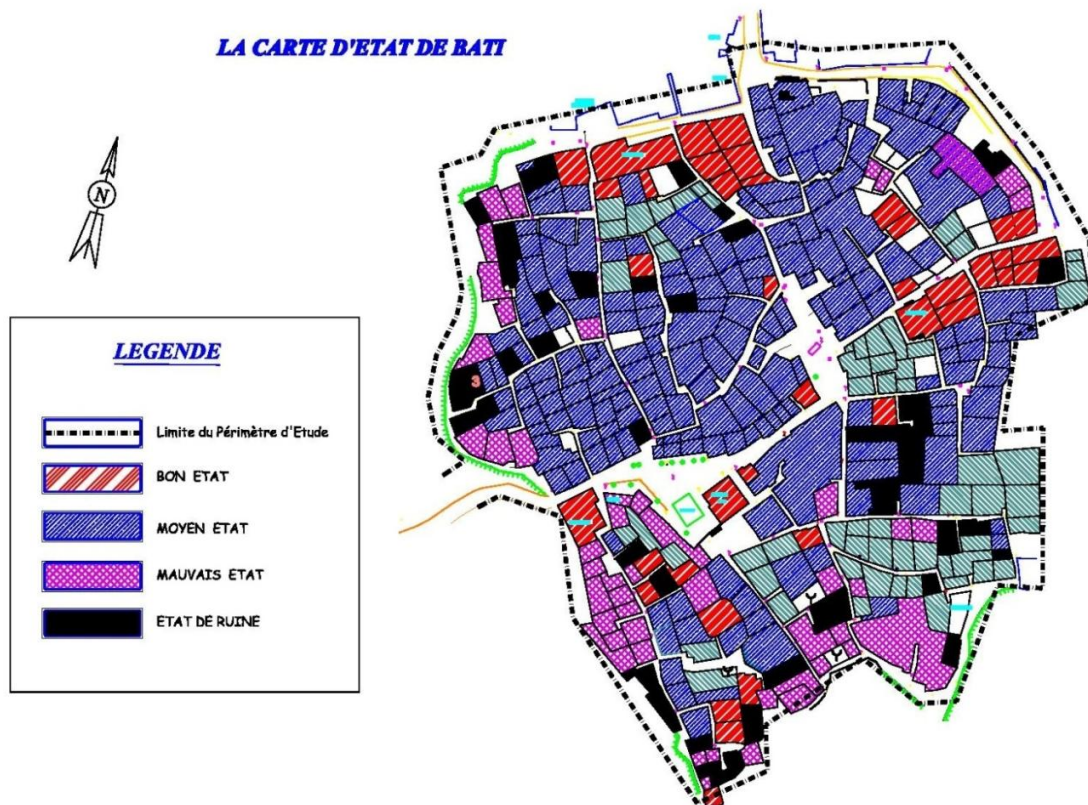 LA CARTE D'ETAT DE BATI
N
LEGENDE
Limite du Périmètre d'Etude
BON ETAT
MOYEN ETAT
MAUVAIS ETAT
ETAT DE RUINE
3